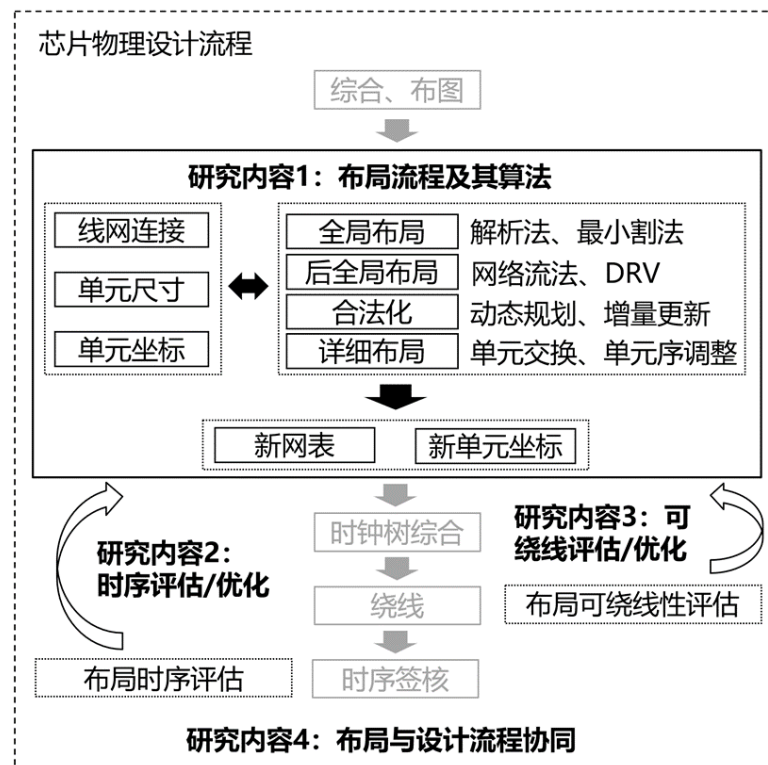 芯片物理设计流程
综合、布图
研究内容1：布局流程及其算法
线网连接
单元尺寸
单元坐标
全局布局 解析法、最小割法
后全局布局 网络流法、DRV
合法化 动态规划、增量更新
详细布局 单元交换、单元序调整
新网表
新单元坐标
时钟树综合
研究内容2：
时序评估/优化
研究内容3：可
绕线评估/优化
绕线
布局可绕线性评估
布局时序评估
时序签核
研究内容4：布局与设计流程协同